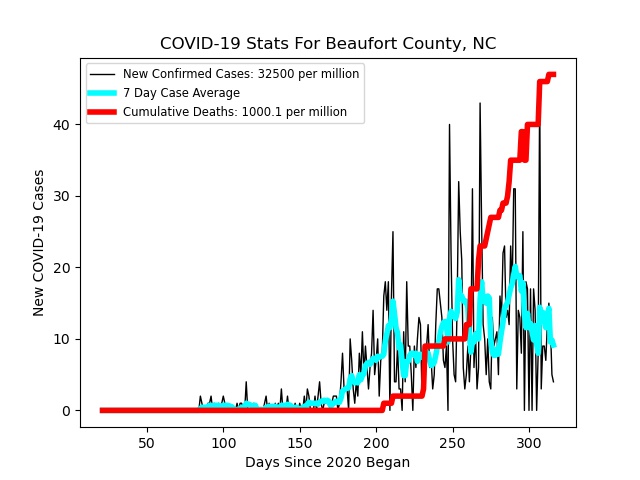 COVID-19 Stats For Beaufort County, NC
New Confirmed Cases: 32500 per million
7 Day Case Average
Cumulative Deaths: 1000.1 per million
New COVID-19 Cases
40
30
20
10
0
50 100 150 200 250 300
Days Since 2020 Began